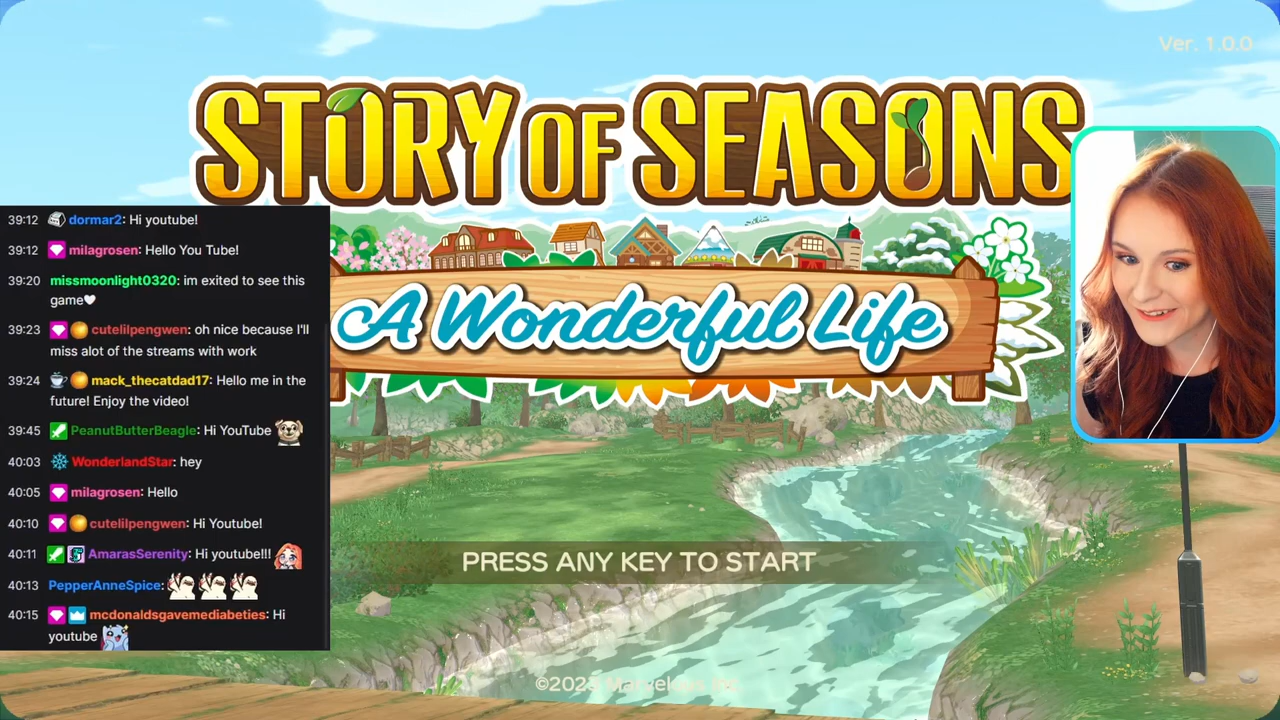 Ver. 1.0.0
STORY OF SEASONS
A Wonderful Life
39:12 dormar2: Hi youtube!
39:12 milagrosen: Hello You Tube!
39:20 missmoonlight0320: im exited to see this
game
39:23 cutelilpengwen: oh nice because I'll
miss alot of the streams with work
39:24 mack_thecatdad17: Hello me in the
future! Enjoy the video!
39:45 PeanutButterBeagle: Hi YouTube
40:03 WonderlandStar: hey
40:05 milagrosen: Hello
40:10 cutelilpengwen: Hi Youtube!
40:11 AmarasSerenity: Hi youtube!!!
40:13 PepperAnneSpice:
40:15 mcdonaldsgavemediabeties: Hi
youtube
PRESS ANY KEY TO START
©2023 Marvelous Inc.